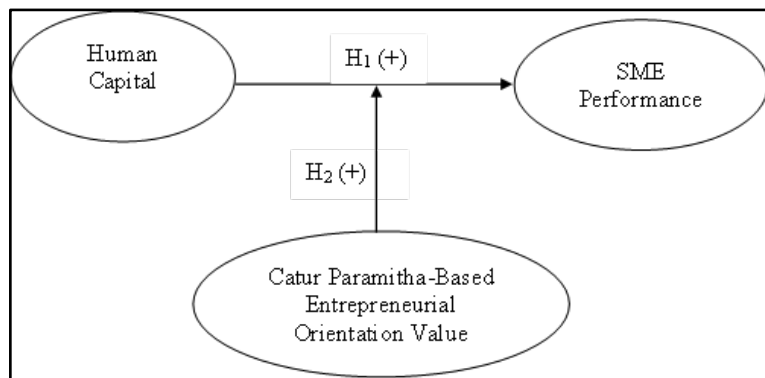 Human
Capital
H₁ (+)
SME
Performance
H₂ (+)
Catur Paramitha-Based
Entrepreneurial
Orientation Value